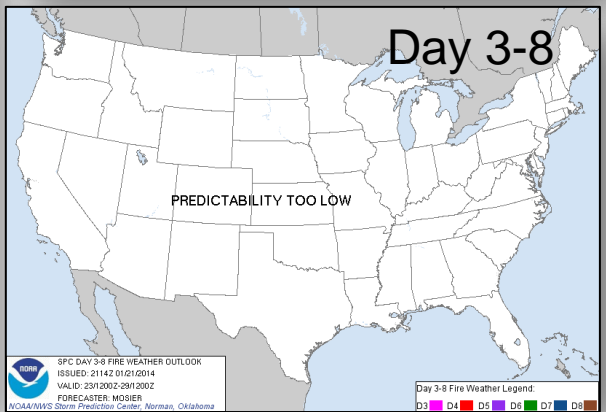 Day 3-8
PREDICTABILITY TOO LOW
NOAA
SPC DAY 3-8 FIRE WEATHER OUTLOOK
ISSUED: 2114Z 01/21/2014
VALID: 23/1200Z-29/1200Z
FORECASTER: MOSIER
NOAA/NWS Storm Prediction Center, Norman, Oklahoma
Day 3-8 Fire Weather Legend:
D3 D4 D5 D6 D7 D8